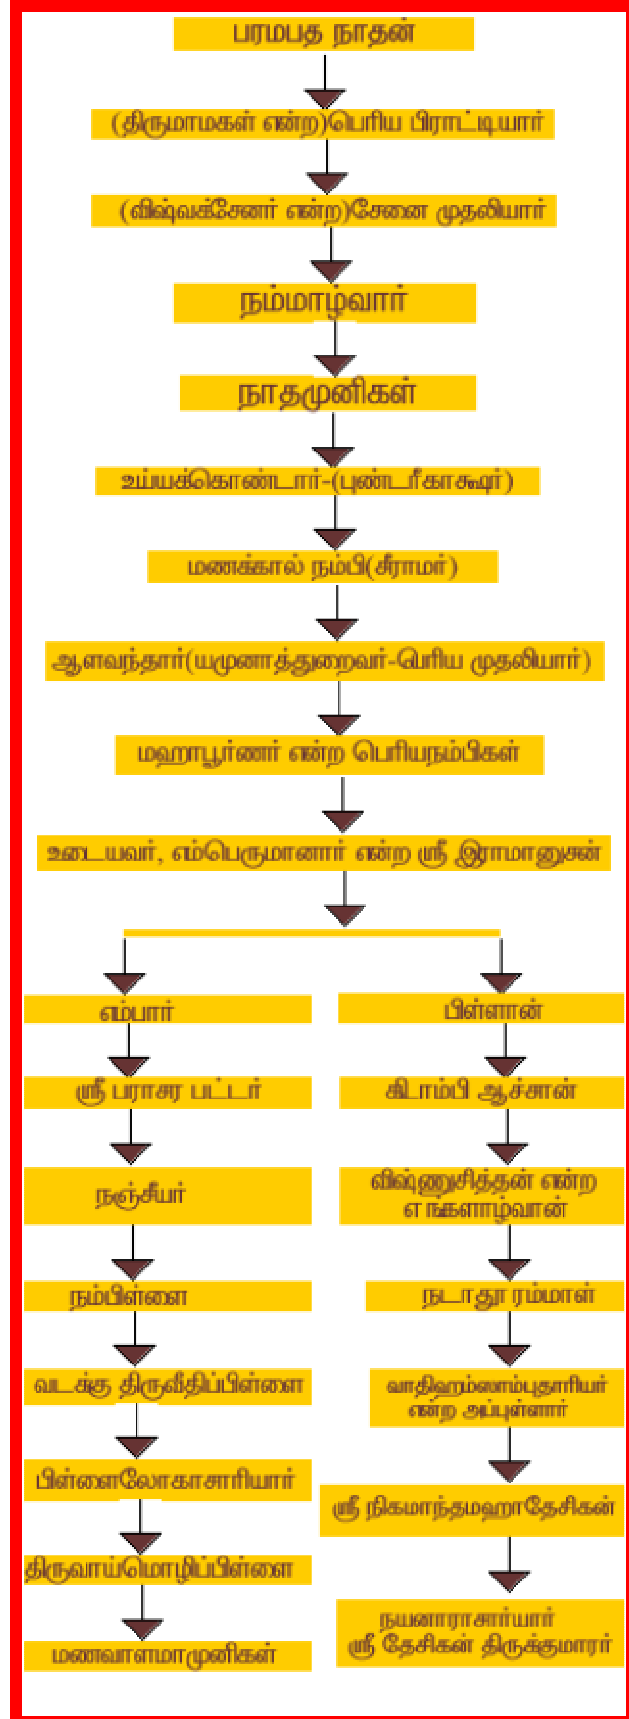 பரமபத நாதன்
(திருமாமகள் என்ற)பெரிய பிராட்டியார்
(விஷ்வக்சேனர் என்ற)சேனை முதலியார்
நம்மாழ்வார்
நாதமுனிகள்
உய்யக்கொண்டார்-(புண்டரீகாக்ஷர்)
மணக்கால் நம்பி(சீராமர்)
ஆளவந்தார்(யமுனாத்துறைவர்-பெரிய முதலியார்)
மஹாபூர்ணர் என்ற பெரியநம்பிகள்
உடையவர், எம்பெருமானார் என்ற ஸ்ரீ இராமானுசன்
எம்பார்
ஸ்ரீ பராசர பட்டர்
நஞ்சீயர்
நம்பிள்ளை
வடக்கு திருவீதிப்பிள்ளை
பிள்ளைலோகாசாரியார்
திருவாய்மொழிப்பிள்ளை
மணவாளமாமுனிகள்
பிள்ளான்
கிடாம்பி ஆச்சான்
விஷ்ணுசித்தன் என்ற
எ ங்களாழ்வான்
நடாதூ ரம்மாள்
வாதிஹம்ஸாம்புதாரியர்
என்ற அப்புள்ளார்
ஸ்ரீ நிகமாந்தமஹாதேசிகன்
நயனாராசார்யார்
ஸ்ரீ தேசிகன் திருக்குமாரர்